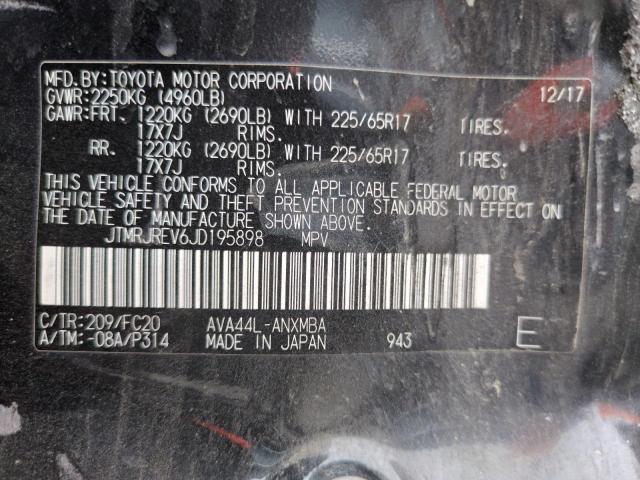 MFD.BY:TOYOTA MOTOR CORPORATION 12/17
GVWR:2250KG (4960LB)
GAWR:FRT. 1220KG (2690LB) WITH 225/65R17 TIRES.
17X7J RIMS.
RR. 1220KG (2690LB) WITH 225/65R17 TIRES.
17X7J RIMS.
THIS VEHICLE CONFORMS TO ALL APPLICABLE FEDERAL MOTOR
VEHICLE SAFETY AND THEFT PREVENTION STANDARDS IN EFFECT ON
THE DATE OF MANUFACTURE SHOWN ABOVE.
JTMRJREV6JD195898 MPV
C/TR:209/FC20 AVA44L-ANXMBA
A/TM:-08A/P314 MADE IN JAPAN 943 E